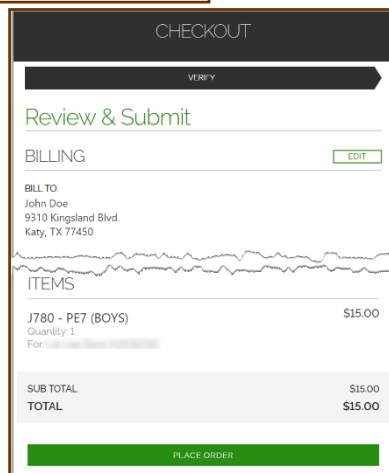 CHECKOUT
VERIFY
Review & Submit
BILLING
EDIT
BILL TO:
John Doe
9310 Kingsland Blvd.
Katy, TX 77450
ITEMS
J780 - PE7 (BOYS) $15.00
Quantity: 1
For:
SUB TOTAL $15.00
TOTAL $15.00
PLACE ORDER